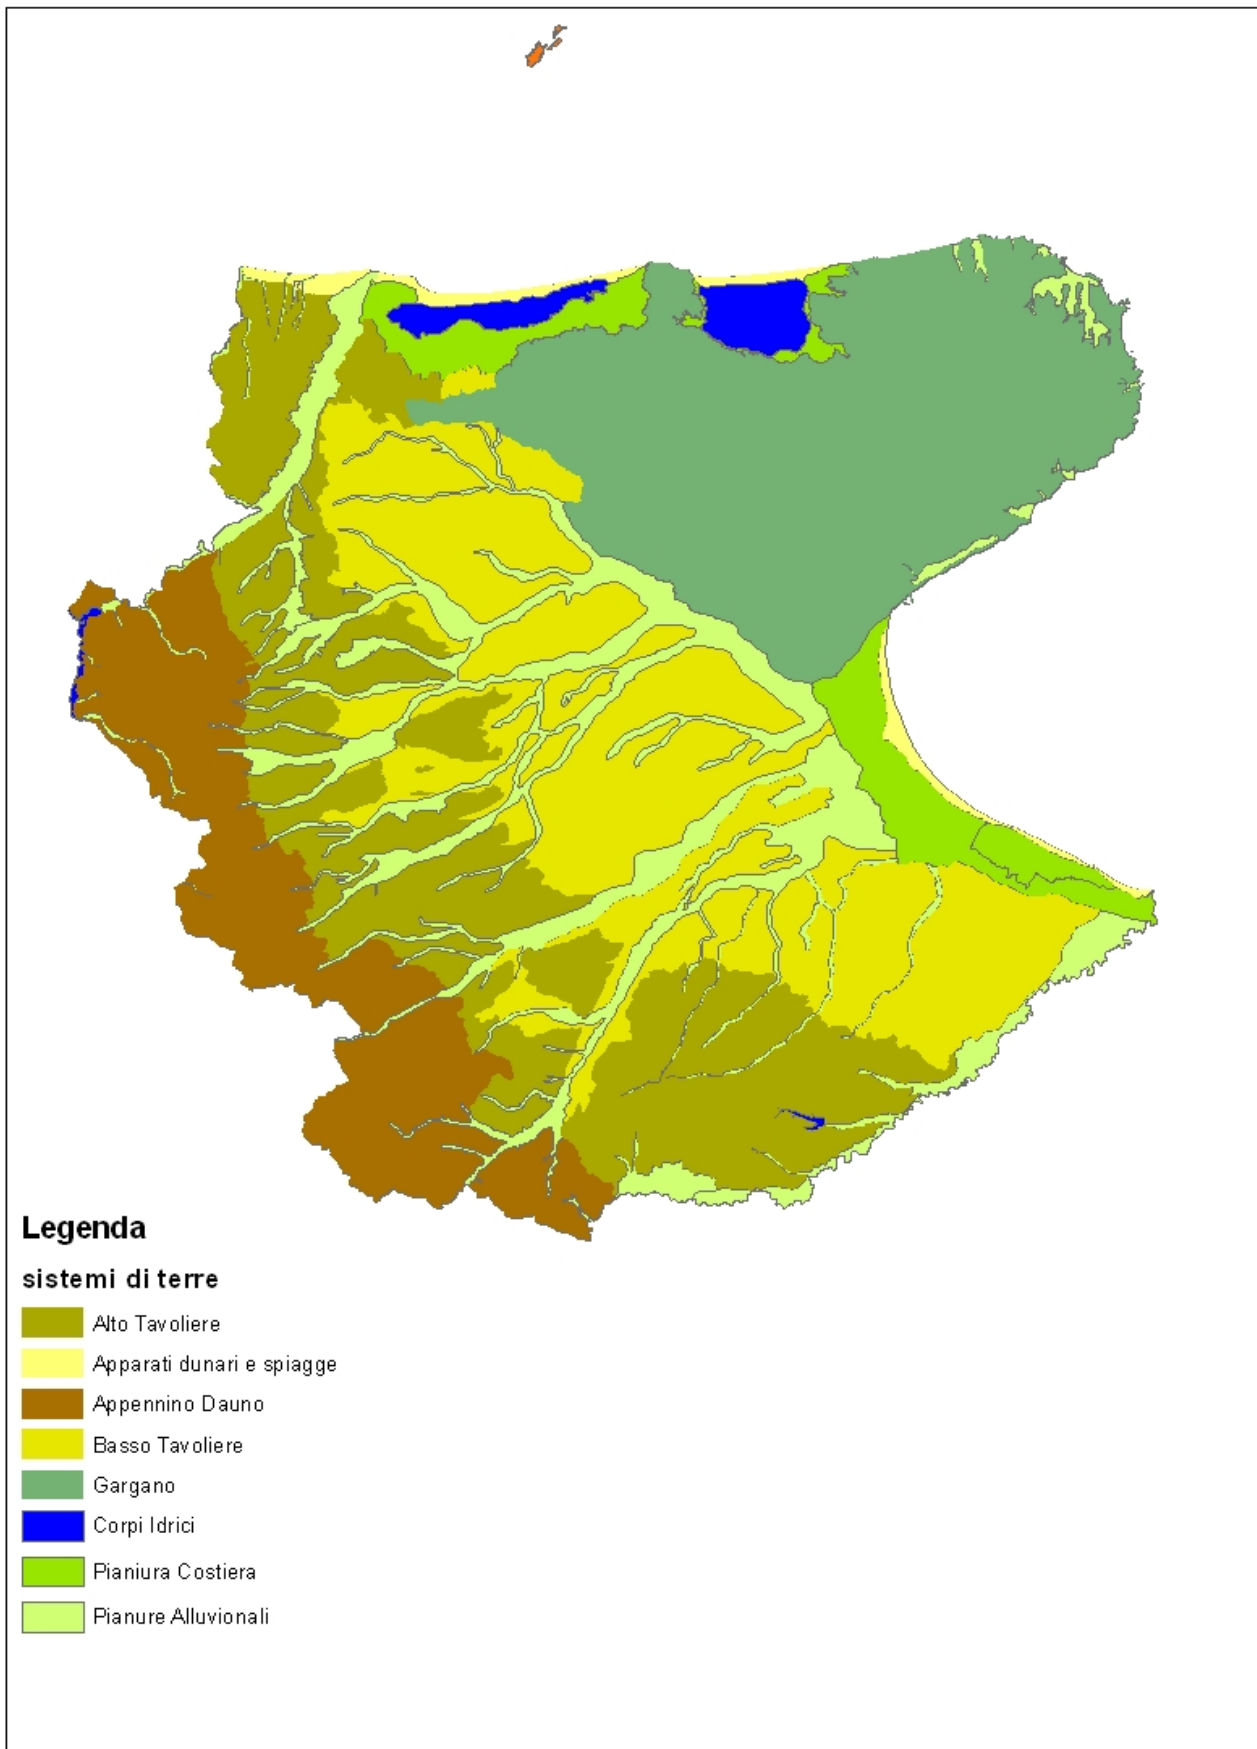 Legenda
sistemi di terre
Alto Tavoliere
Apparati dunari e spiagge
Appennino Dauno
Basso Tavoliere
Gargano
Corpi Idrici
Pianiura Costiera
Pianure Alluvionali